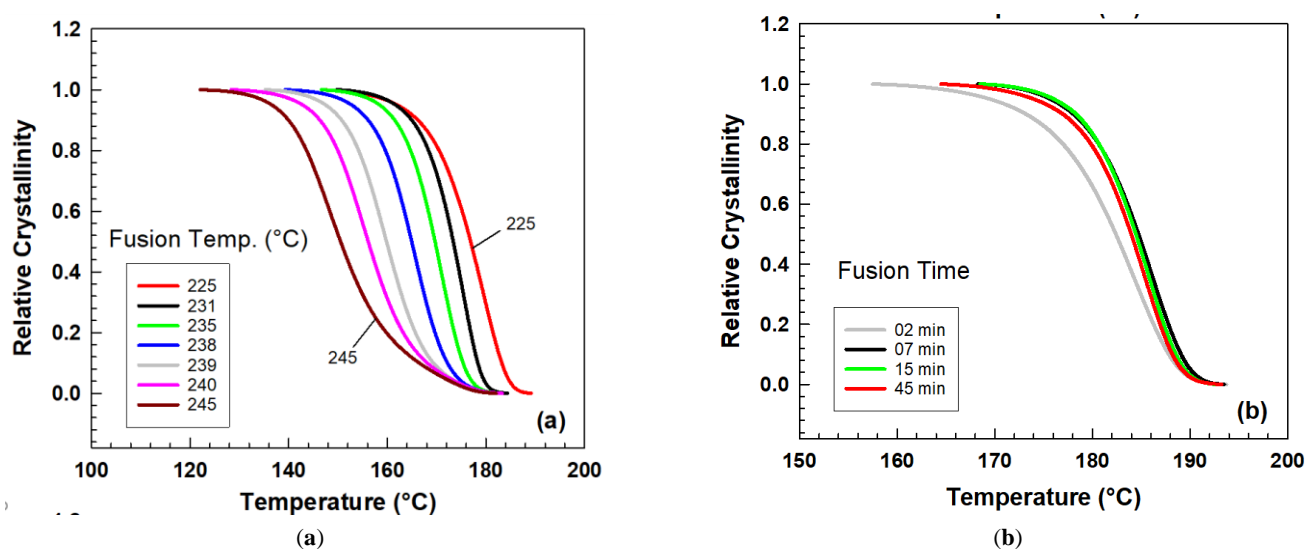 1.2
1.0
0.8
0.6
0.4
0.2
0.0
Relative Crystallinity
Fusion Temp. (°C)
225
231
235
238
239
240
245
225
245
(a)
100 120 140 160 180 200
Temperature (°C)
(a)
1.2
1.0
0.8
0.6
0.4
0.2
0.0
Relative Crystallinity
Fusion Time
02 min
07 min
15 min
45 min
(b)
150 160 170 180 190 200
Temperature (°C)
(b)